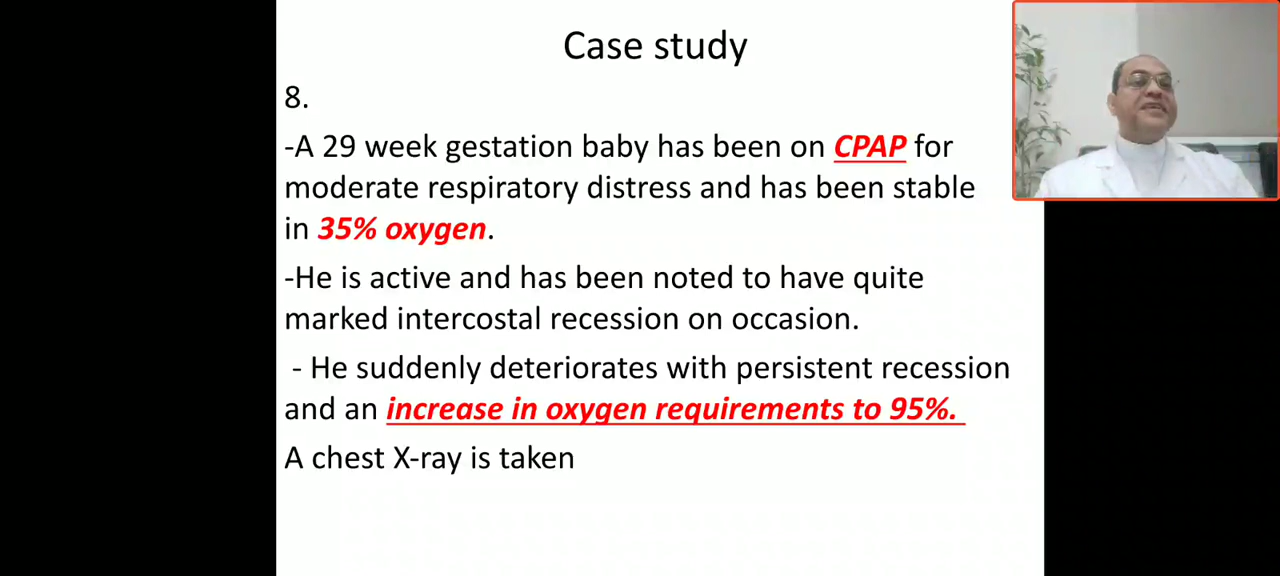 Case study
8.
-A 29 week gestation baby has been on CPAP for
moderate respiratory distress and has been stable
in 35% oxygen.
-He is active and has been noted to have quite
marked intercostal recession on occasion.
- He suddenly deteriorates with persistent recession
and an increase in oxygen requirements to 95%.
A chest X-ray is taken